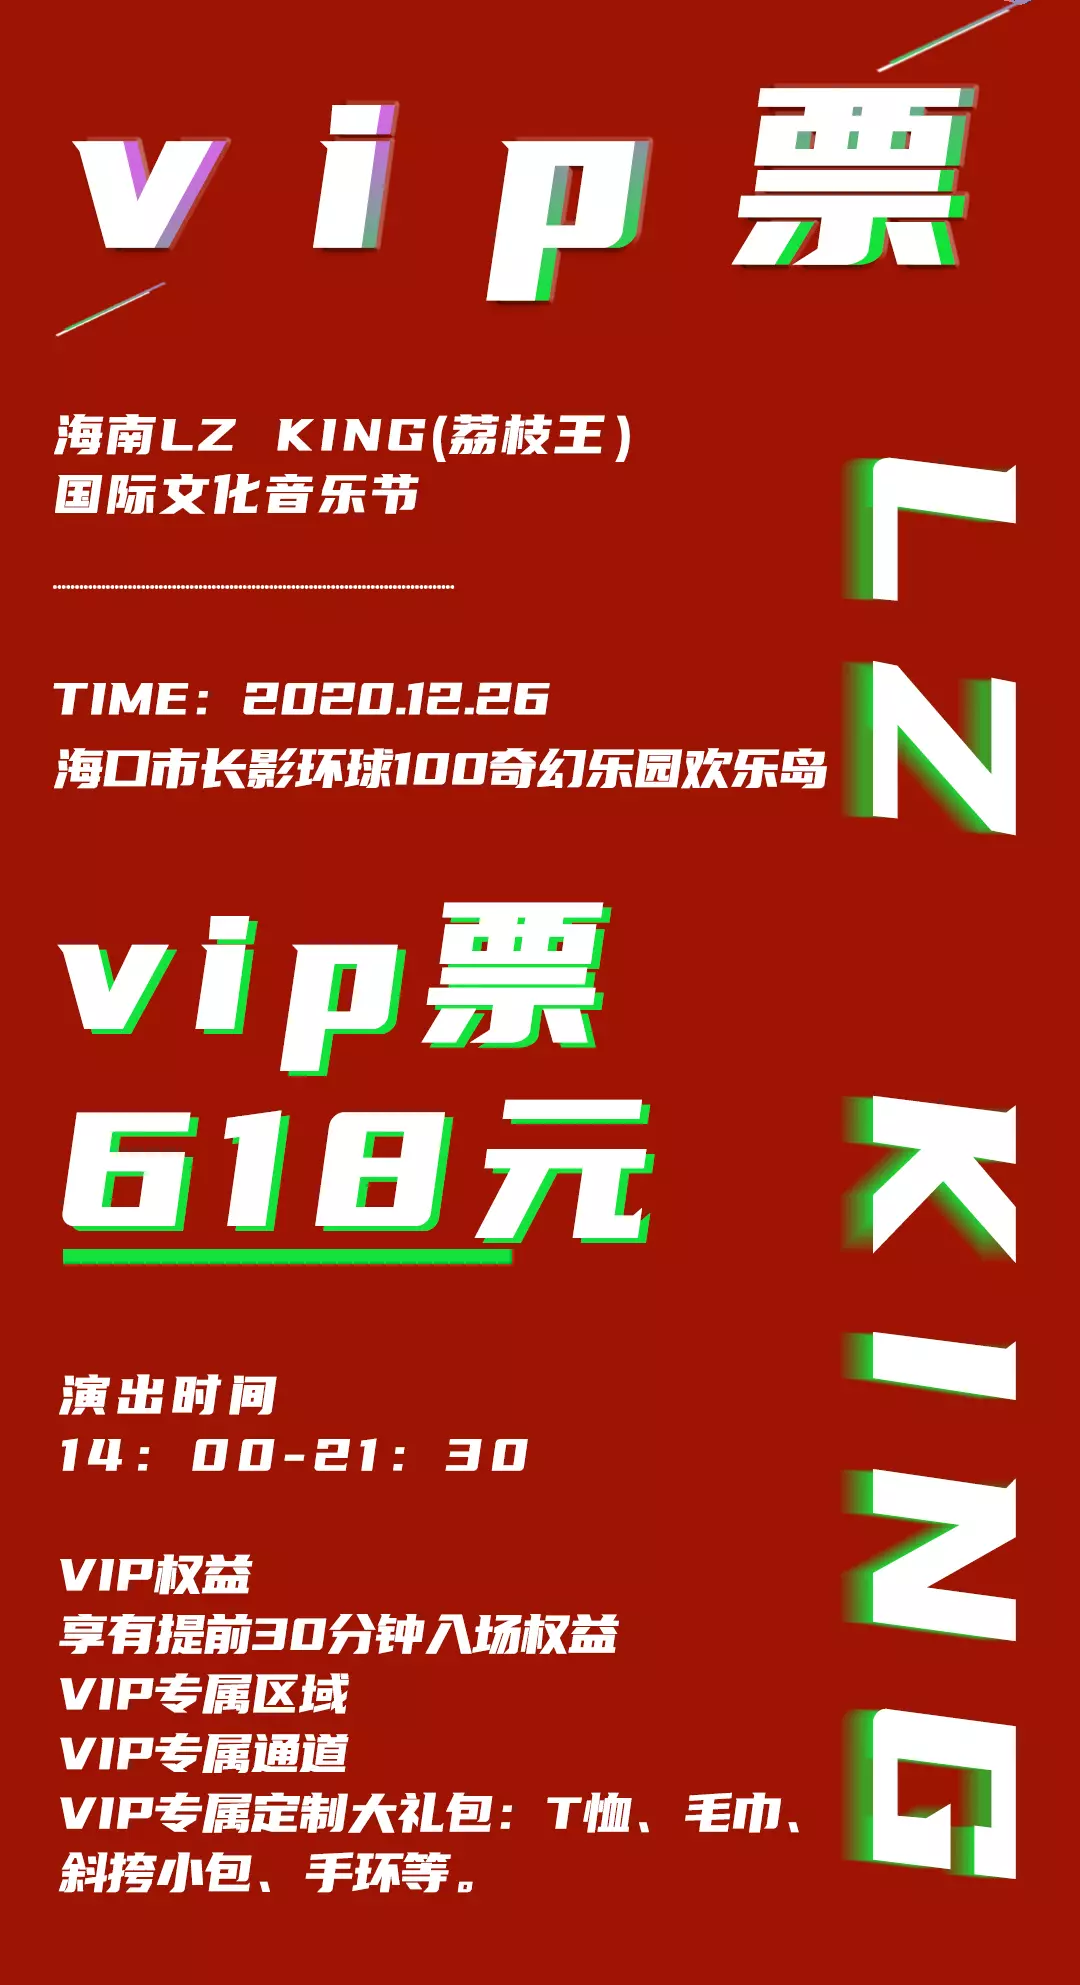 vip票
海南LZ KING(荔枝王)
国际文化音乐节
TIME：2020.12.26
海口市长影环球100奇幻乐园欢乐岛
vip票
618元
演出时间
14：00-21：30
VIP权益
享有提前30分钟入场权益
VIP专属区域
VIP专属通道
VIP专属定制大礼包：T恤、毛巾、
斜挎小包、手环等。
LZ KING